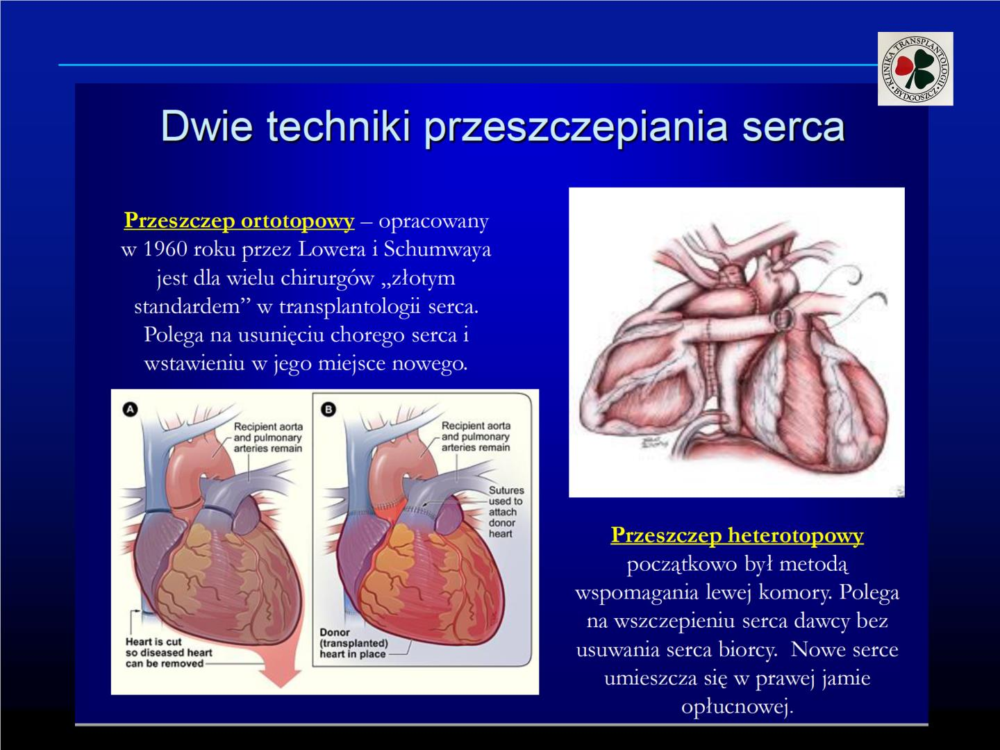 KLINIKA TRANSPLANTOLOGII
BYDGOSZCZ
Dwie techniki przeszczepiania serca
Przeszczep ortotopowy – opracowany
w 1960 roku przez Lowera i Schumwaya
jest dla wielu chirurgów „złotym
standardem” w transplantologii serca.
Polega na usunięciu chorego serca i
wstawieniu w jego miejsce nowego.
A
Recipient aorta
and pulmonary
arteries remain
Heart is cut
so diseased heart
can be removed
B
Recipient aorta
and pulmonary
arteries remain
Sutures
used to
attach
donor
heart
Donor
(transplanted)
heart in place
Przeszczep heterotopowy
początkowo był metodą
wspomagania lewej komory. Polega
na wszczepieniu serca dawcy bez
usuwania serca biorcy.  Nowe serce
umieszcza się w prawej jamie
opłucnowej.